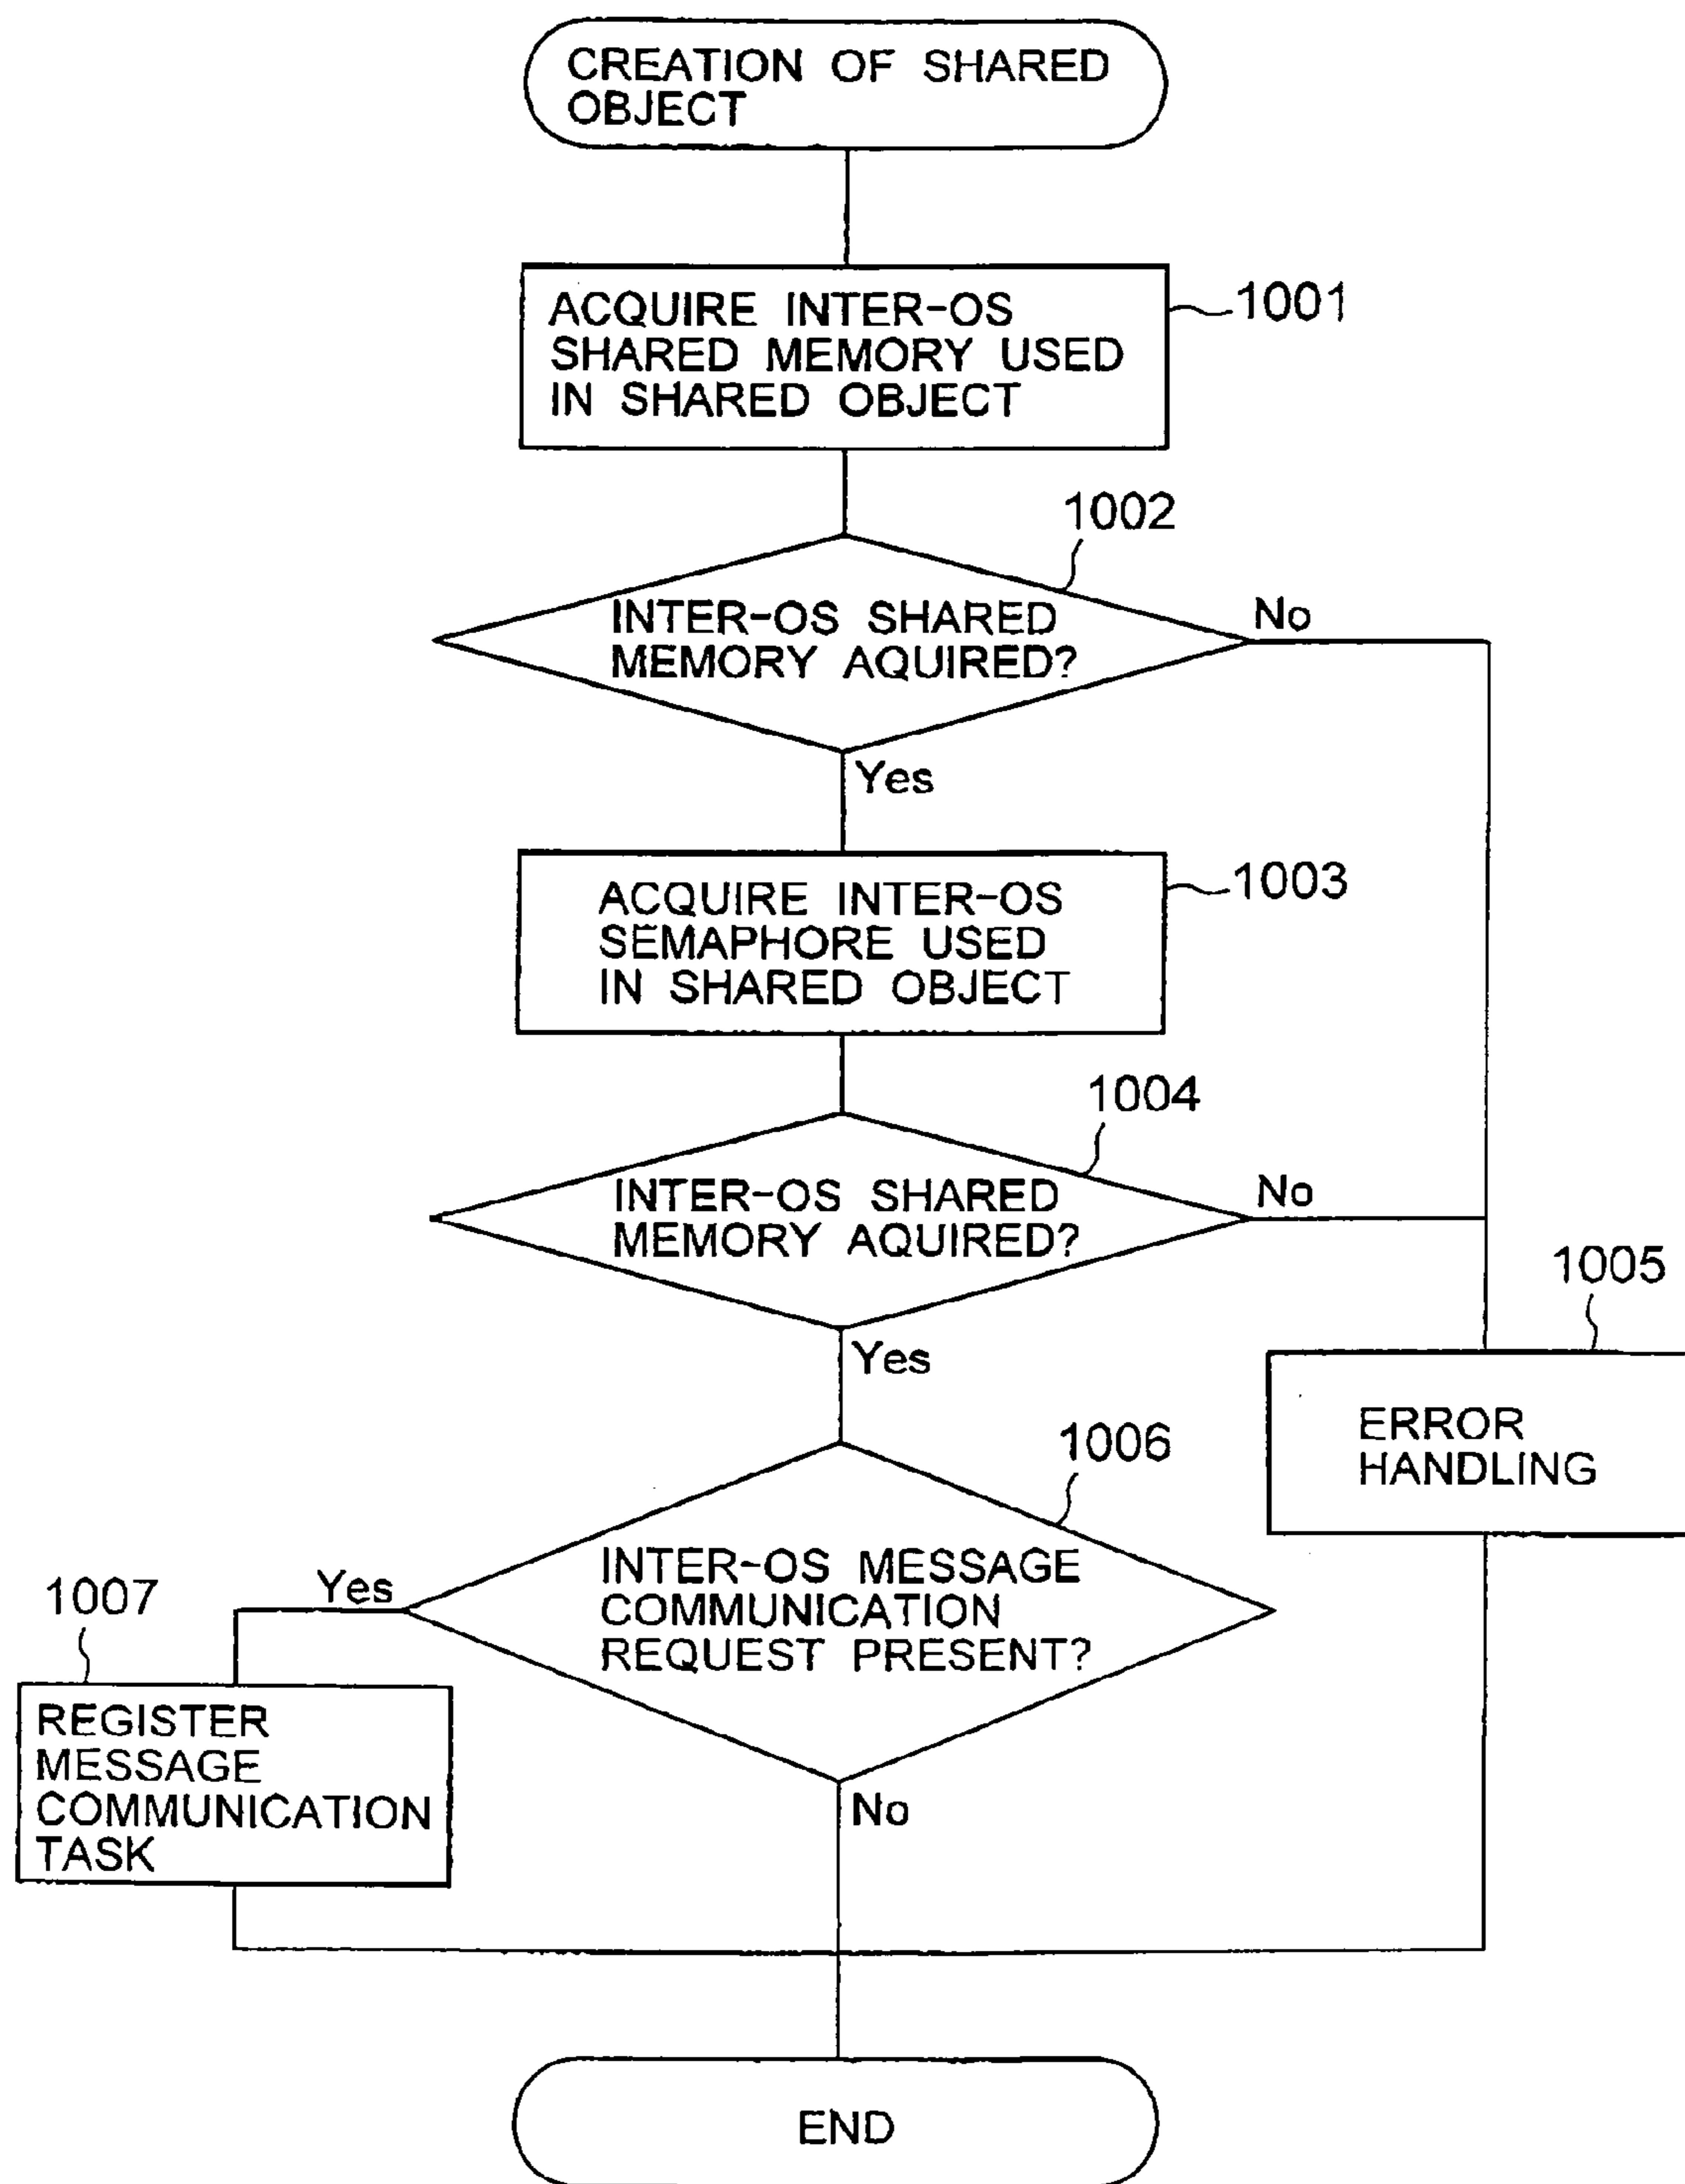 CREATION OF SHARED
OBJECT
ACQUIRE INTER-OS
SHARED MEMORY USED
IN SHARED OBJECT
1001
1002
INTER-OS SHARED
MEMORY AQUIRED?
No
Yes
ACQUIRE INTER-OS
SEMAPHORE USED
IN SHARED OBJECT
1003
1004
INTER-OS SHARED
MEMORY AQUIRED?
No
Yes
1005
ERROR
HANDLING
1006
INTER-OS MESSAGE
COMMUNICATION
REQUEST PRESENT?
Yes
1007
REGISTER
MESSAGE
COMMUNICATION
TASK
No
END